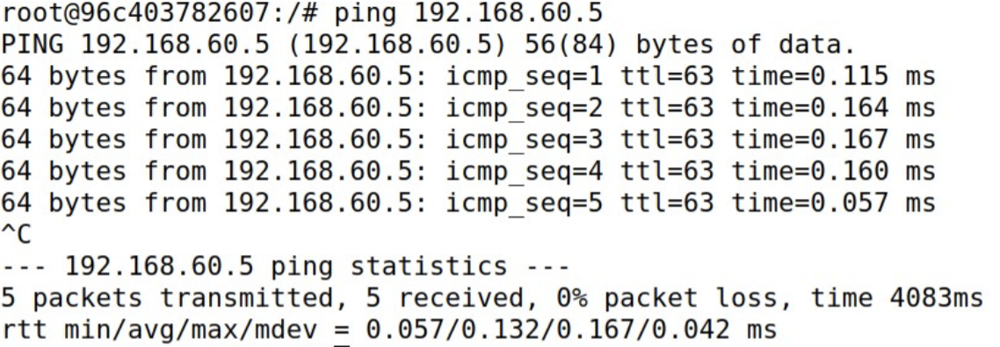 root@96c403782607:/# ping 192.168.60.5
PING 192.168.60.5 (192.168.60.5) 56(84) bytes of data.
64 bytes from 192.168.60.5: icmp_seq=1 ttl=63 time=0.115 ms
64 bytes from 192.168.60.5: icmp_seq=2 ttl=63 time=0.164 ms
64 bytes from 192.168.60.5: icmp_seq=3 ttl=63 time=0.167 ms
64 bytes from 192.168.60.5: icmp_seq=4 ttl=63 time=0.160 ms
64 bytes from 192.168.60.5: icmp_seq=5 ttl=63 time=0.057 ms
^C
--- 192.168.60.5 ping statistics ---
5 packets transmitted, 5 received, 0% packet loss, time 4083ms
rtt min/avg/max/mdev = 0.057/0.132/0.167/0.042 ms